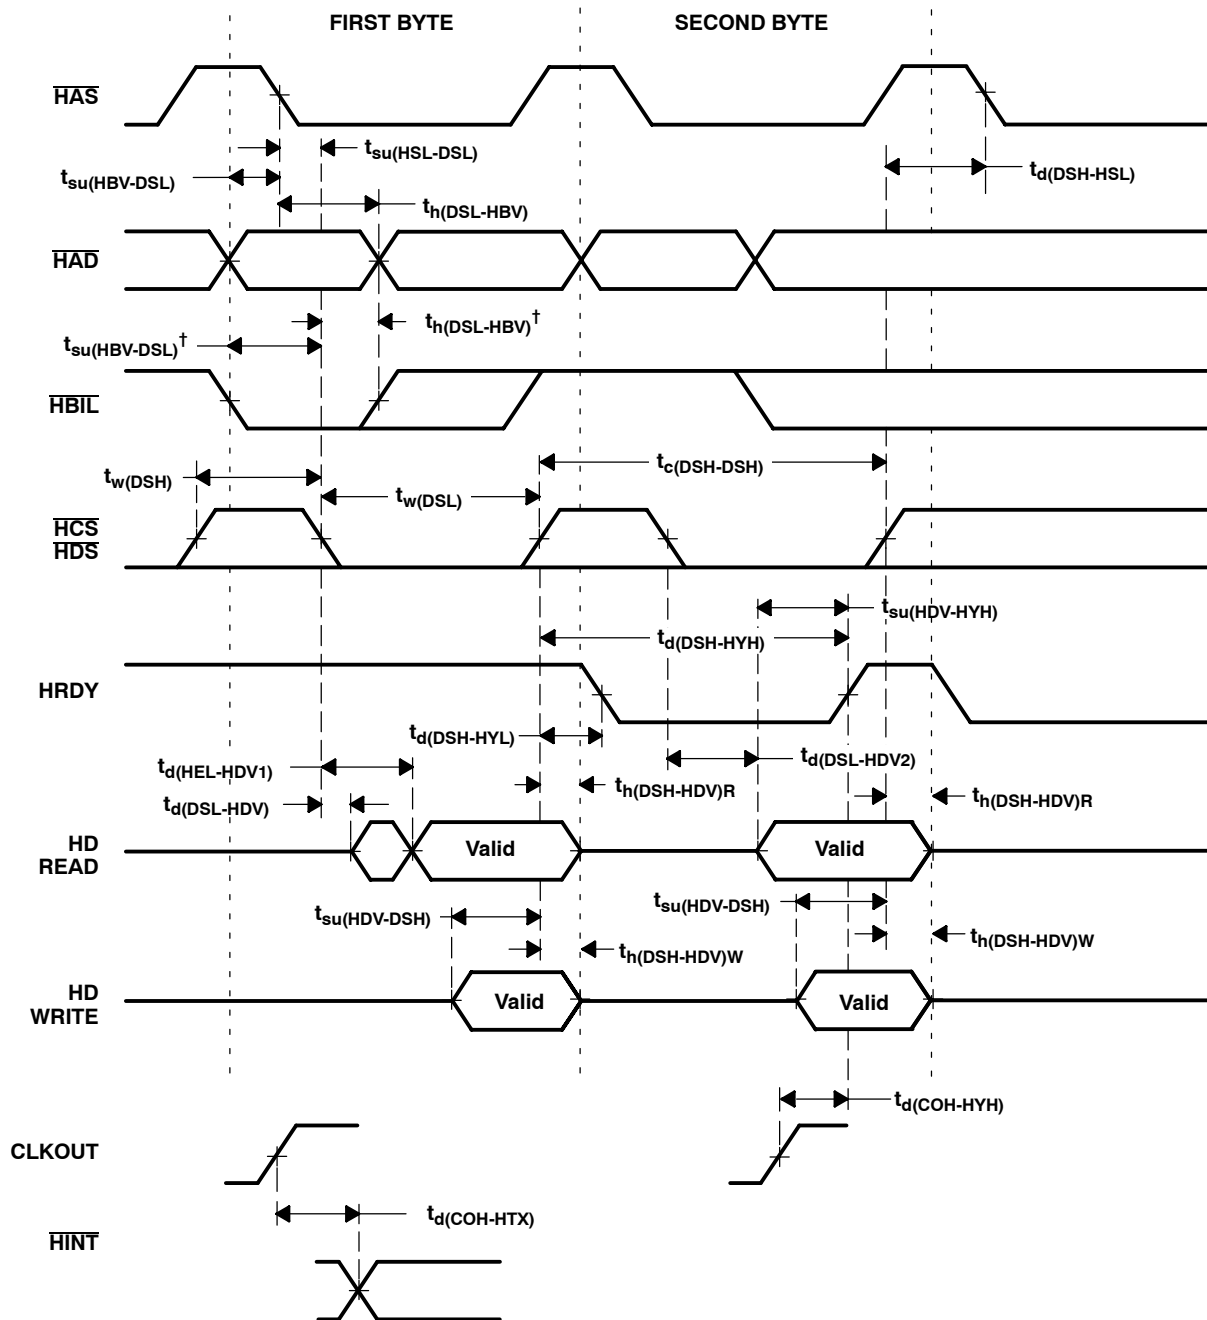 FIRST BYTE
SECOND BYTE
HAS
tsu(HSL-DSL)
tsu(HBV-DSL)
td(DSH-HSL)
th(DSL-HBV)
HAD
th(DSL-HBV)†
tsu(HBV-DSL)†
HBIL
tc(DSH-DSH)
tw(DSH)
tw(DSL)
HCS
HDS
tsu(HDV-HYH)
td(DSH-HYH)
HRDY
td(DSH-HYL)
td(DSL-HDV2)
td(HEL-HDV1)
th(DSH-HDV)R
th(DSH-HDV)R
td(DSL-HDV)
HD
READ
Valid
Valid
tsu(HDV-DSH)
tsu(HDV-DSH)
th(DSH-HDV)W
th(DSH-HDV)W
HD
WRITE
Valid
Valid
td(COH-HYH)
CLKOUT
td(COH-HTX)
HINT